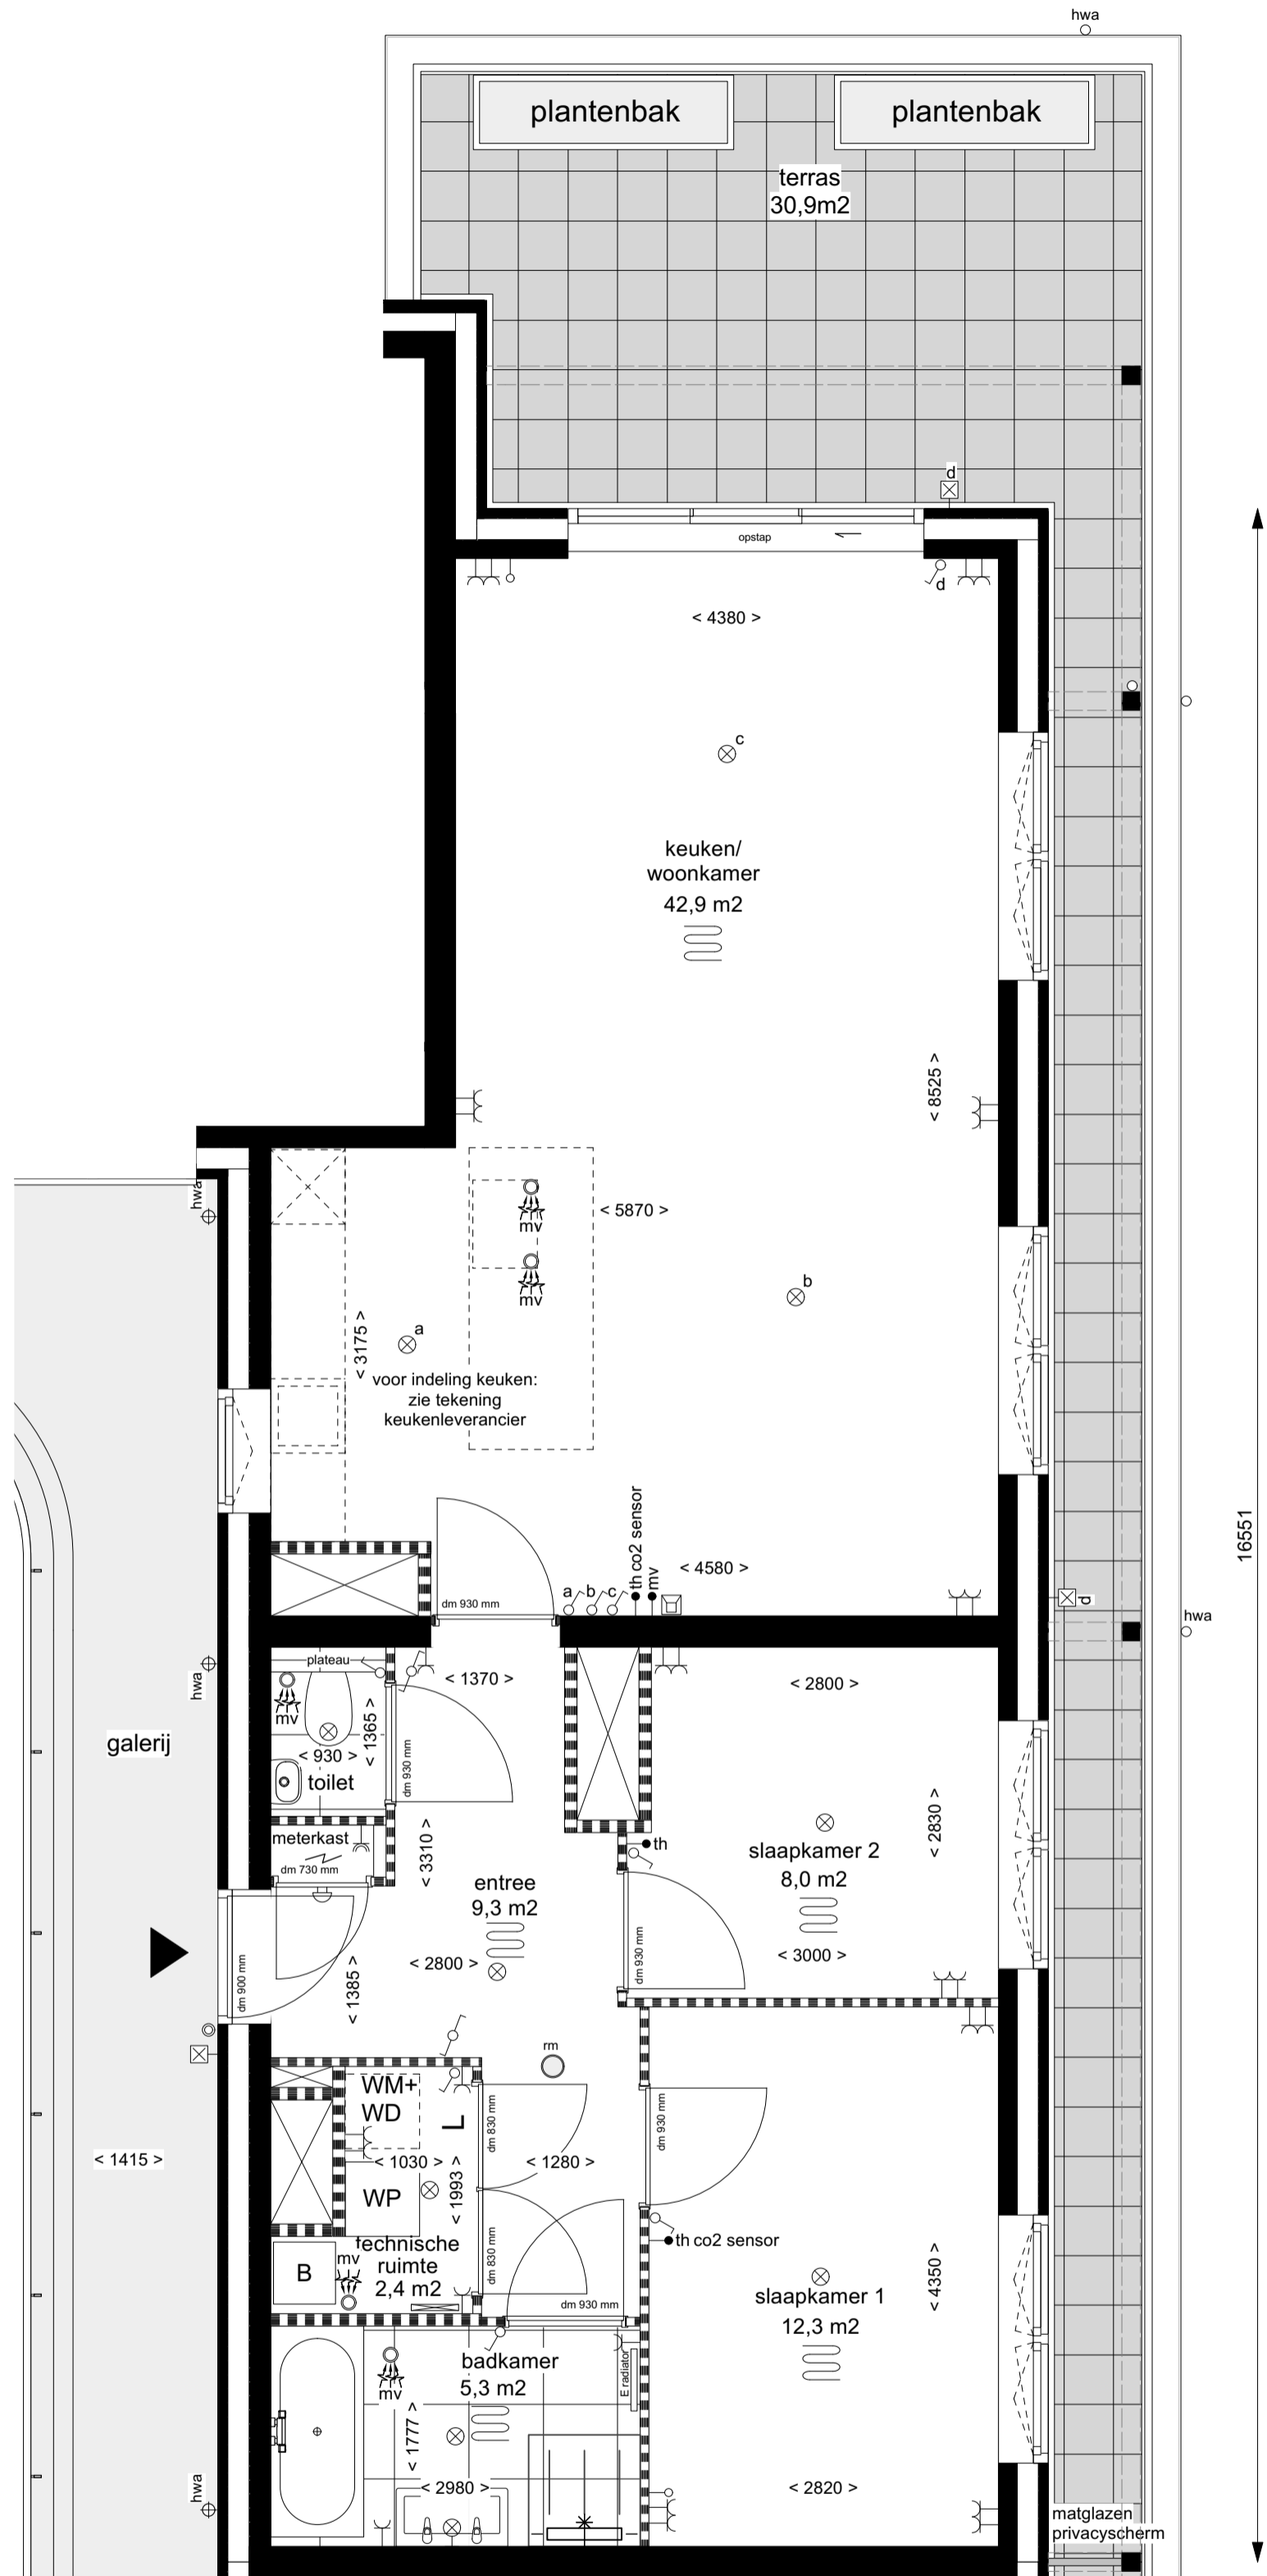 hwa
plantenbak
plantenbak
terras
30,9m2
d
opstap
d
< 4380 >
c
keuken/
woonkamer
42,9 m2
< 8525 >
hwa
mv
< 5870 >
mv
b
a
< 3175 >
voor indeling keuken:
zie tekening
keukenleverancier
16551
th co2 sensor
mv
< 4580 >
a
b
c
dm 930 mm
d
hwa
plateau
hwa
< 1370 >
< 2800 >
mv
< 1365 >
galerij
< 930 >
toilet
dm 930 mm
< 2830 >
meterkast
dm 730 mm
< 3310 >
th
slaapkamer 2
8,0 m2
entree
9,3 m2
< 3000 >
dm 930 mm
< 2800 >
dm 900 mm
< 1385 >
rm
WM+
WD
L
dm 830 mm
dm 930 mm
< 1415 >
< 1030 >
< 1280 >
WP
< 1993 >
technische
ruimte
2,4 m2
mv
B
dm 830 mm
th co2 sensor
< 4350 >
slaapkamer 1
12,3 m2
dm 930 mm
badkamer
5,3 m2
mv
E radiator
< 1777 >
< 2980 >
< 2820 >
hwa
matglazen
privacyscherm